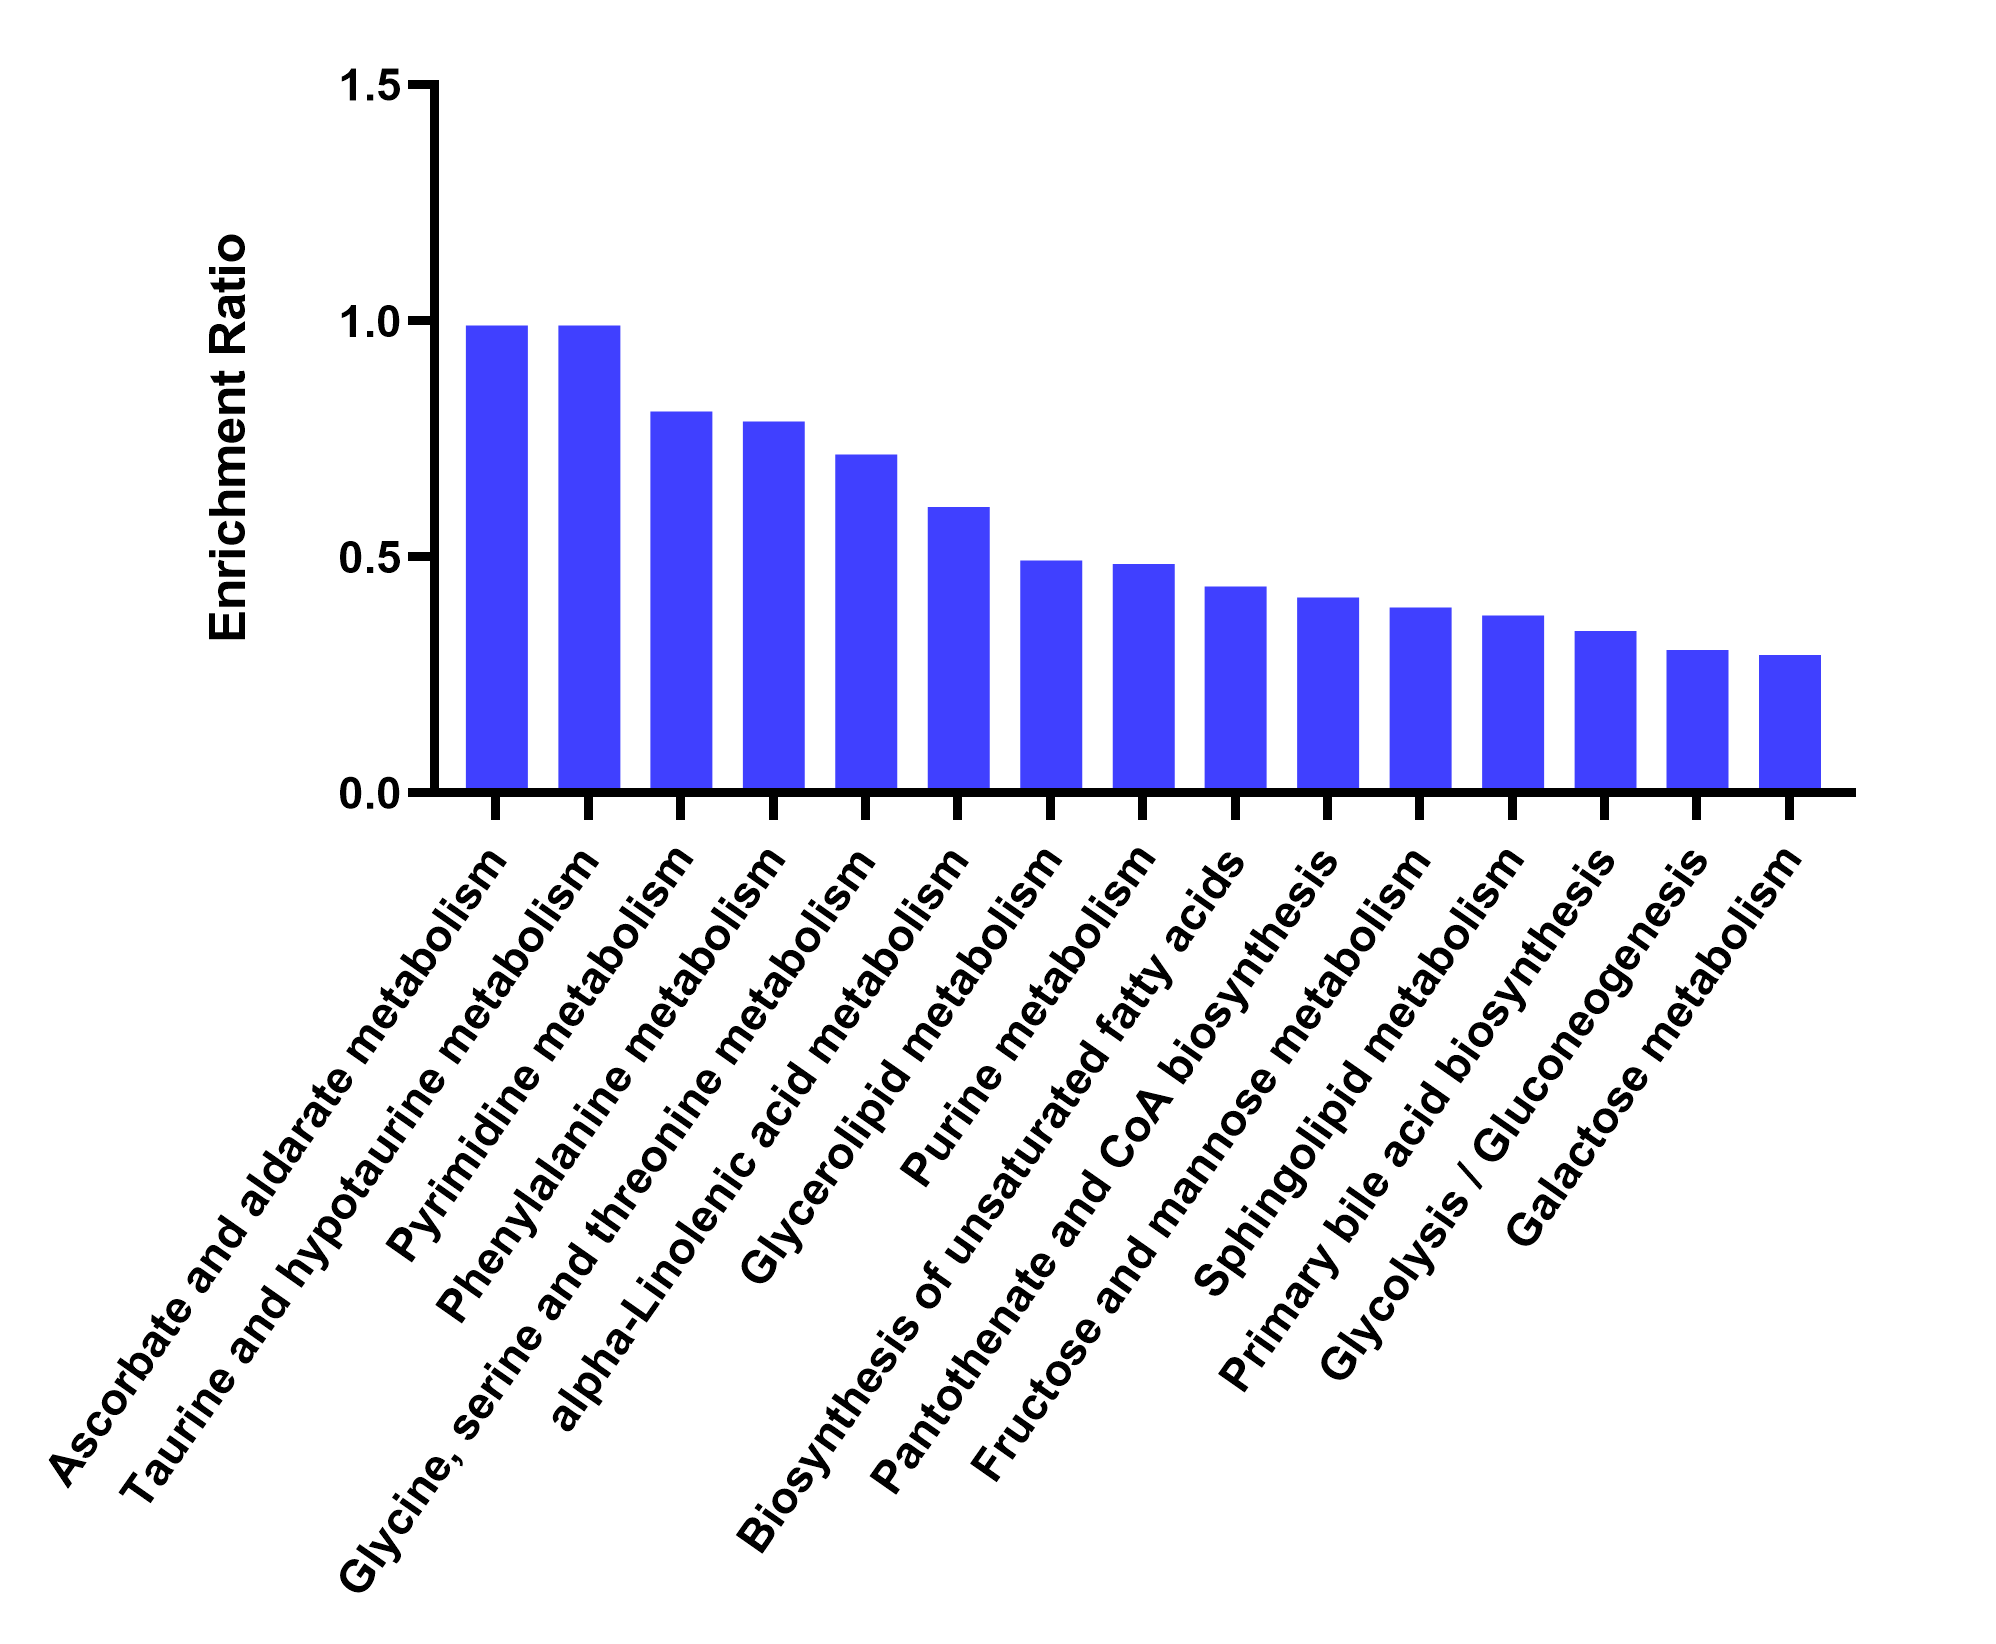 Enrichment Ratio
1.5
1.0
0.5
0.0
Ascorbate and aldarate metabolism
Taurine and hypotaurine metabolism
Pyrimidine metabolism
Phenylalanine metabolism
Glycine, serine and threonine metabolism
alpha-Linolenic acid metabolism
Glycerolipid metabolism
Purine metabolism
Biosynthesis of unsaturated fatty acids
Pantothenate and CoA biosynthesis
Fructose and mannose metabolism
Sphingolipid metabolism
Primary bile acid biosynthesis
Glycolysis / Gluconeogenesis
Galactose metabolism